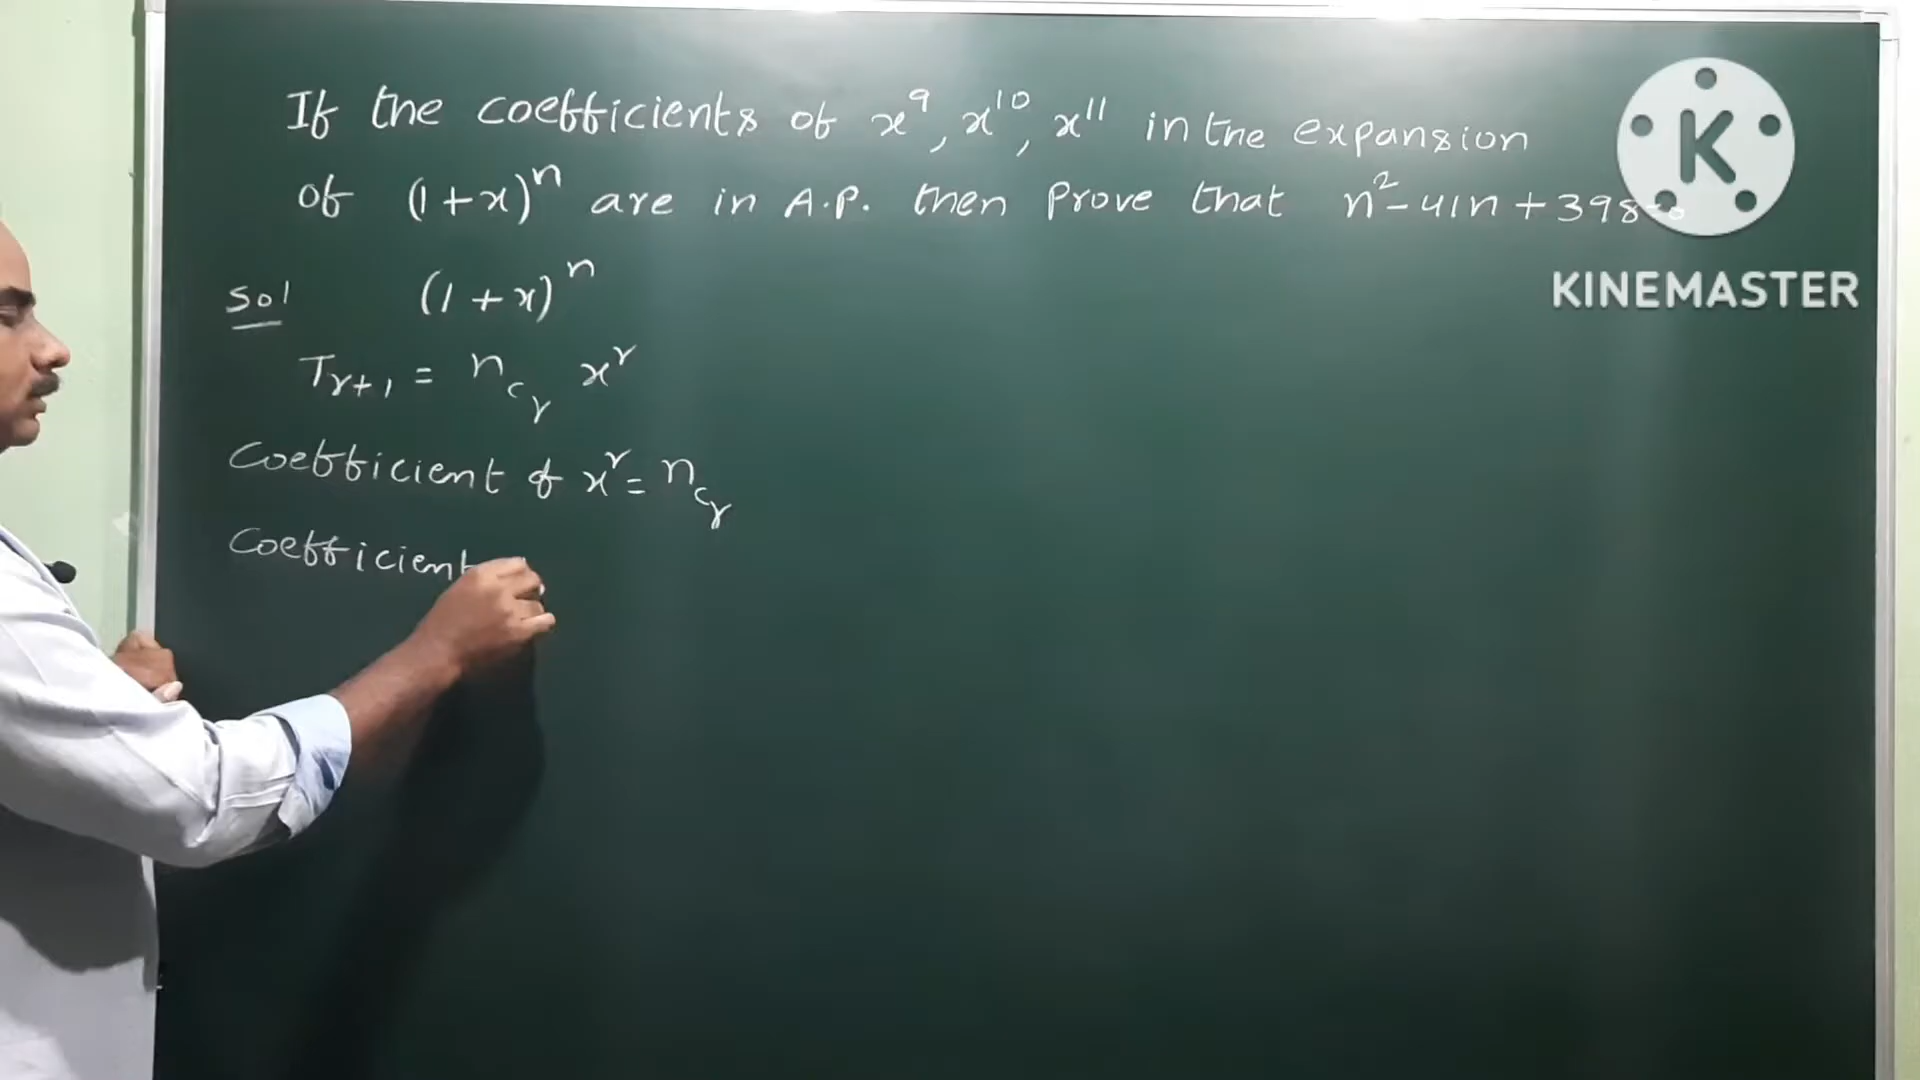 If the coefficients of x⁹, x¹⁰, x¹¹ in the expansion
of (1+x)ⁿ are in A.P. then prove that n²-41n+398=0
K
KINEMASTER
Sol (1+x)ⁿ
Tᵣ₊₁ = ⁿcᵣ xʳ
Coefficient of xʳ = ⁿcᵣ
Coefficient